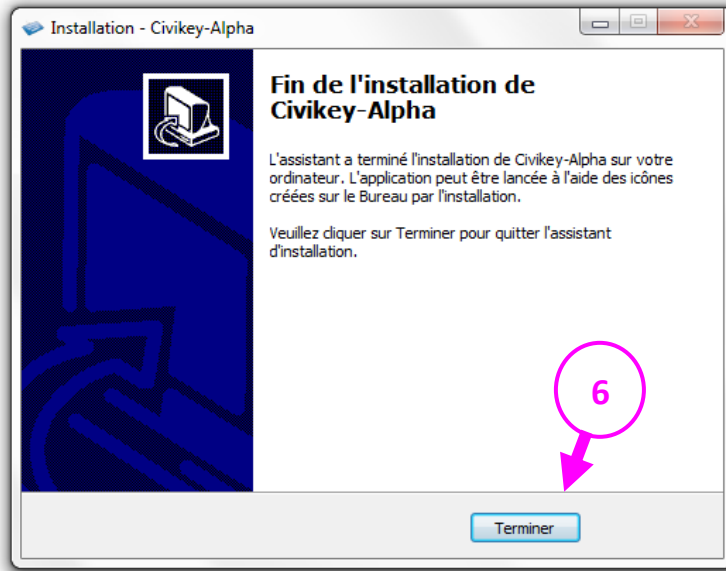 Installation - Civikey-Alpha
Fin de l'installation de
Civikey-Alpha
L'assistant a terminé l'installation de Civikey-Alpha sur votre
ordinateur. L'application peut être lancée à l'aide des icônes
créées sur le Bureau par l'installation.
Veuillez cliquer sur Terminer pour quitter l'assistant
d'installation.
6
Terminer